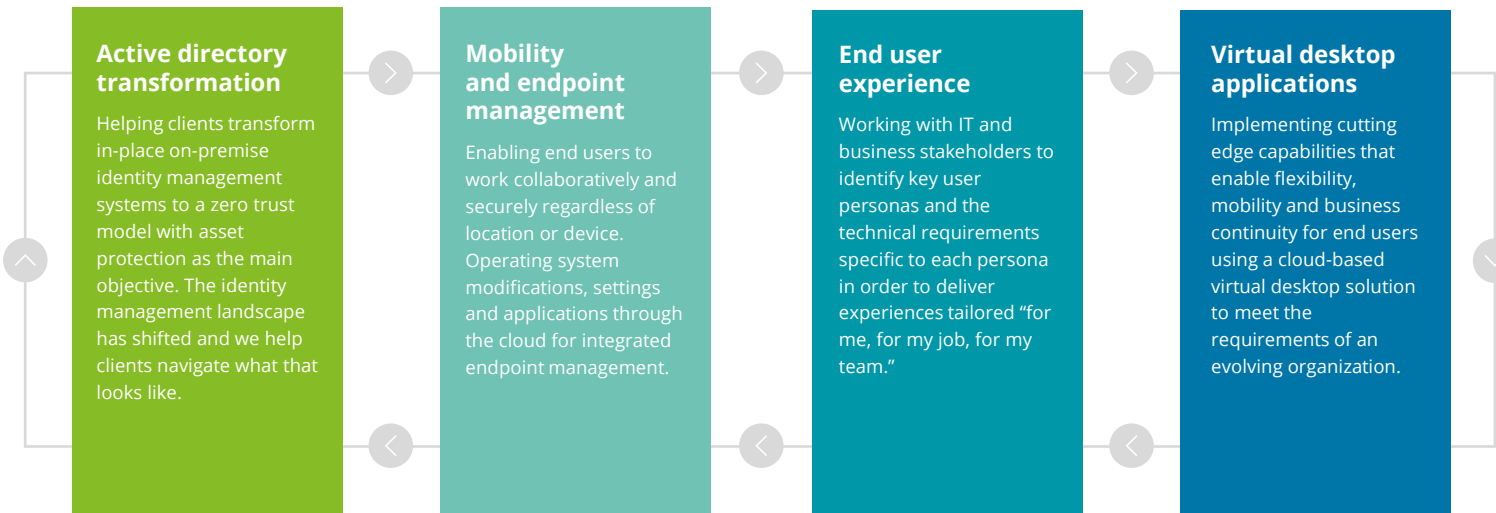 Active directory
transformation
Helping clients transform
in-place on-premise
identity management
systems to a zero trust
model with asset
protection as the main
objective. The identity
management landscape
has shifted and we help
clients navigate what that
looks like.
Mobility
and endpoint
management
Enabling end users to
work collaboratively and
securely regardless of
location or device.
Operating system
modifications, settings
and applications through
the cloud for integrated
endpoint management.
End user
experience
Working with IT and
business stakeholders to
identify key user
personas and the
technical requirements
specific to each persona
in order to deliver
experiences tailored “for
me, for my job, for my
team.”
Virtual desktop
applications
Implementing cutting
edge capabilities that
enable flexibility,
mobility and business
continuity for end users
using a cloud-based
virtual desktop solution
to meet the
requirements of an
evolving organization.